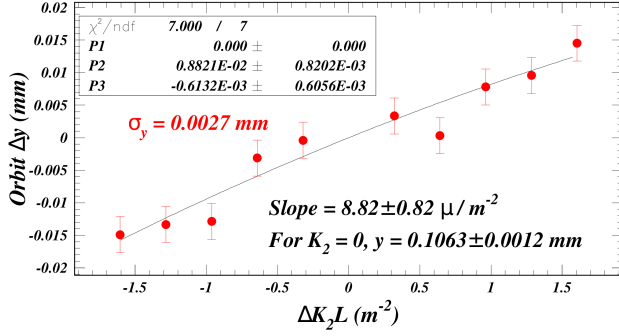 χ²/ndf 7.000 / 7
P1 0.000 ± 0.000
P2 0.8821E-02 ± 0.8202E-03
P3 -0.6132E-03 ± 0.6056E-03
σy = 0.0027 mm
Slope = 8.82±0.82 μ/m⁻²
For K₂ = 0, y = 0.1063±0.0012 mm
Orbit Δy (mm)
0.02
0.015
0.01
0.005
0
-0.005
-0.01
-0.015
-0.02
-1.5 -1 -0.5 0 0.5 1 1.5
ΔK₂L (m⁻²)